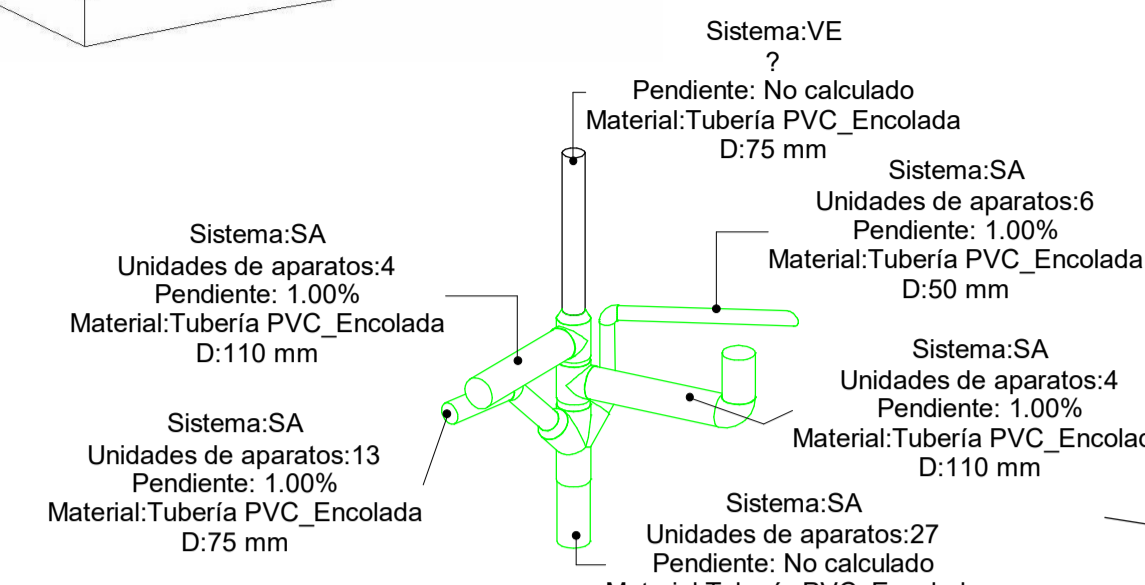 Sistema:VE
?
Pendiente: No calculado
Material:Tubería PVC_Encolada
D:75 mm
Sistema:SA
Unidades de aparatos:6
Pendiente: 1.00%
Material:Tubería PVC_Encolada
D:50 mm
Sistema:SA
Unidades de aparatos:4
Pendiente: 1.00%
Material:Tubería PVC_Encolada
D:110 mm
Sistema:SA
Unidades de aparatos:4
Pendiente: 1.00%
Material:Tubería PVC_Encolad
D:110 mm
Sistema:SA
Unidades de aparatos:13
Pendiente: 1.00%
Material:Tubería PVC_Encolada
D:75 mm
Sistema:SA
Unidades de aparatos:27
Pendiente: No calculado